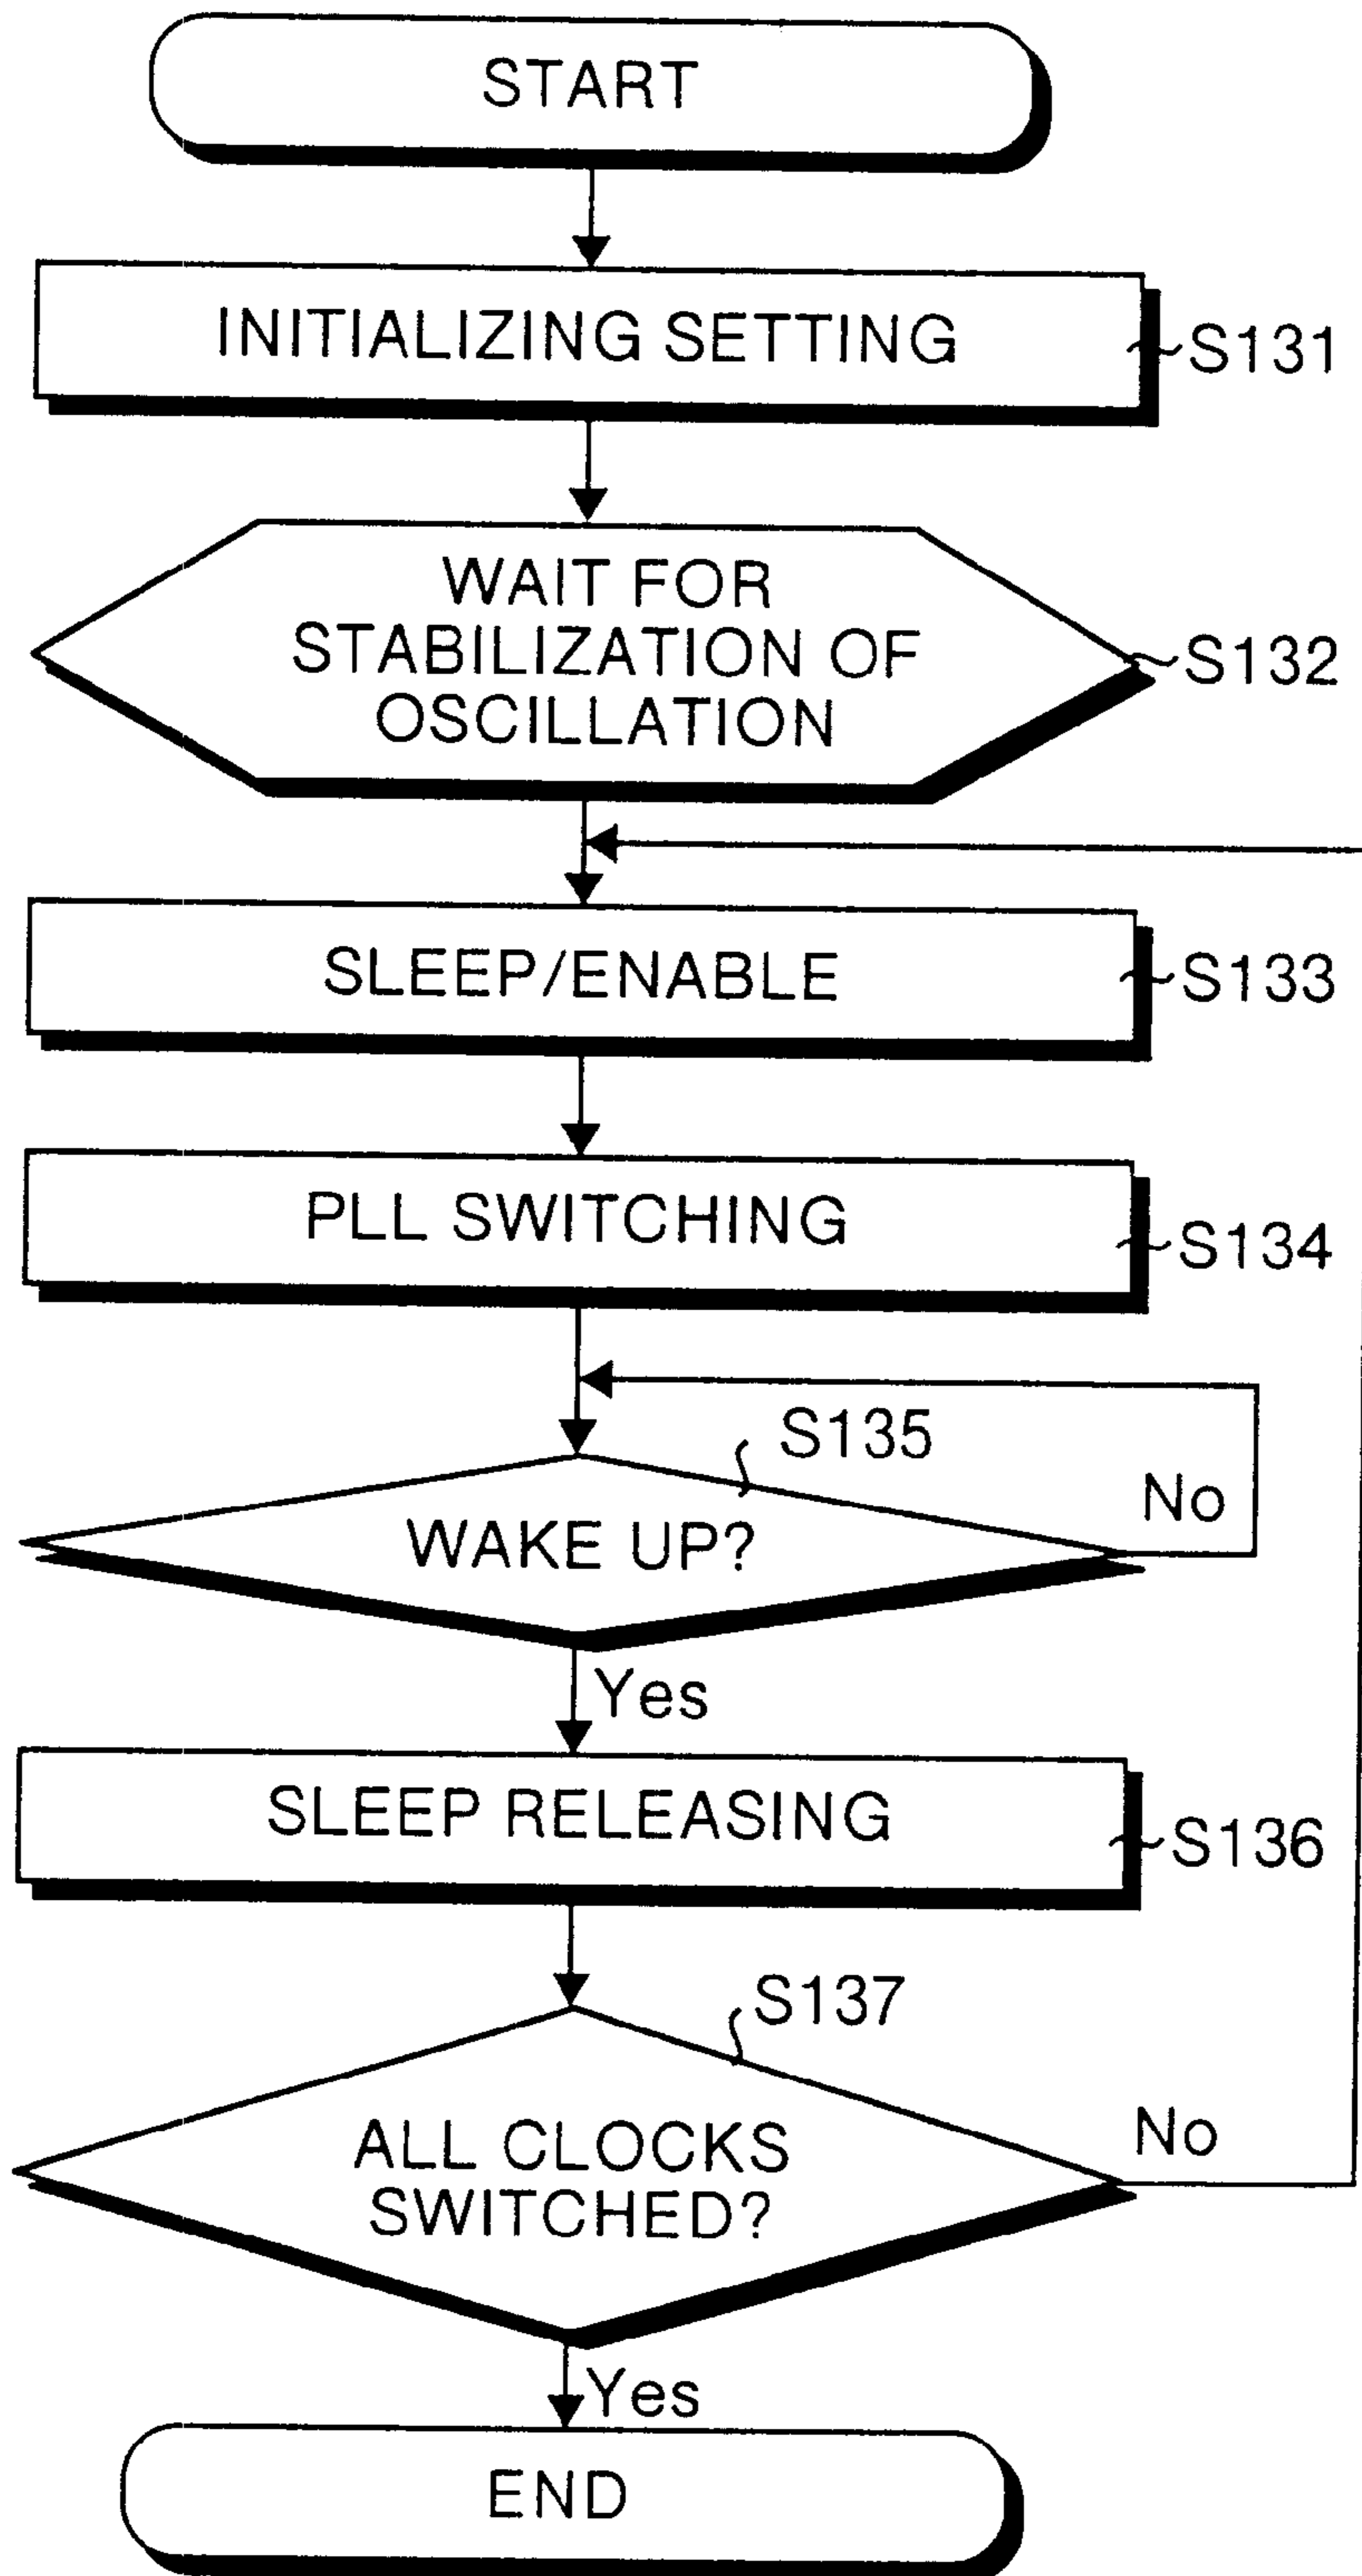 START
INITIALIZING SETTING
S131
WAIT FOR
STABILIZATION OF
OSCILLATION
S132
SLEEP/ENABLE
S133
PLL SWITCHING
S134
S135
No
WAKE UP?
Yes
SLEEP RELEASING
S136
S137
No
ALL CLOCKS
SWITCHED?
Yes
END